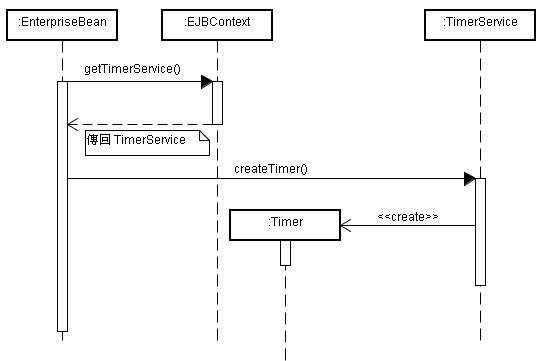 :EnterpriseBean
:EJBContext
:TimerService
getTimerService()
傳回 TimerService
createTimer()
:Timer
<<create>>